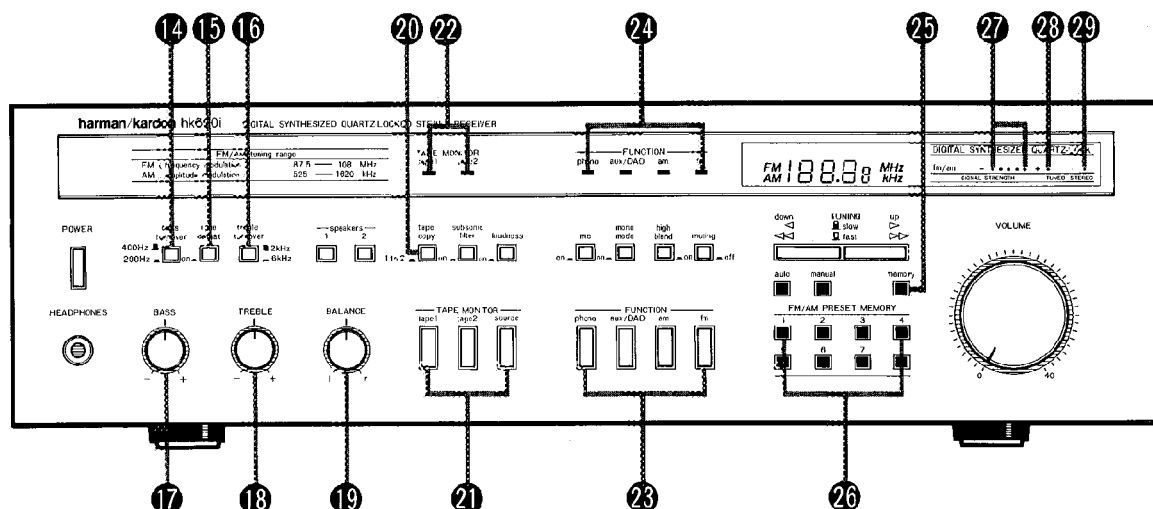 14 15 16 20 22 24 25 27 28 29
harman/kardon hk690i DIGITAL SYNTHESIZED QUARTZ-LOCKED STEREO RECEIVER
FM/AM tuning range
FM (frequency modulation) 87.5 — 108 MHz
AM (amplitude modulation) 525 — 1620 kHz
TAPE MONITOR
tape1 tape2
FUNCTION
phono aux/DAD am fm
FM 188.88 MHz
AM kHz
DIGITAL SYNTHESIZED QUARTZ-LOCK
fm/am − +
SIGNAL STRENGTH TUNED STEREO
POWER
bass turnover
400Hz
200Hz
tone defeat
on
treble turnover
2kHz
6kHz
speakers
1 2
tape copy
1 to 2 on
subsonic filter
on
loudness
on
mono mode
on
high blend
on
muting
off
down TUNING up
slow
fast
auto manual memory
FM/AM PRESET MEMORY
1 2 3 4
6 7
VOLUME
0 40
HEADPHONES
BASS
− +
TREBLE
− +
BALANCE
l r
TAPE MONITOR
tape1 tape2 source
FUNCTION
phono aux/DAD am fm
17 18 19 21 23 26